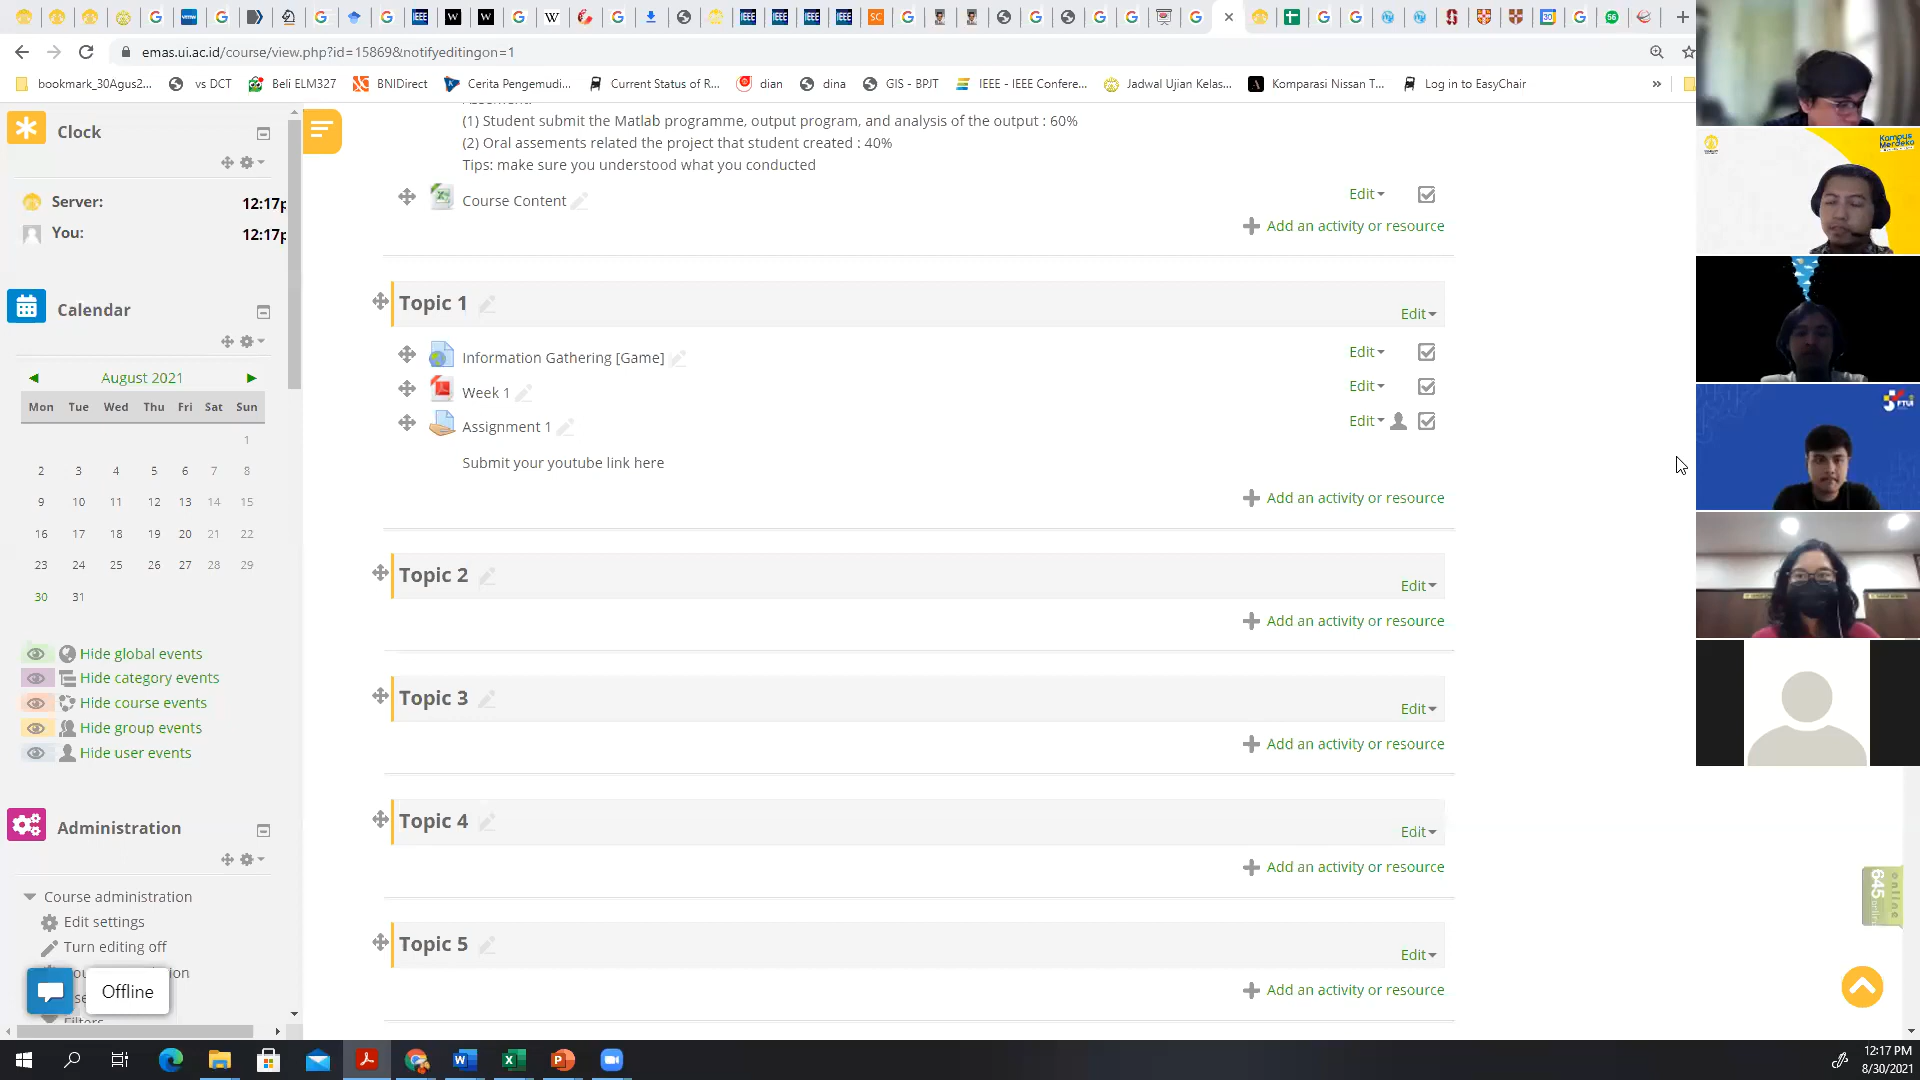 emas.ui.ac.id/course/view.php?id=15869&notifyeditingon=1
bookmark_30Agus2...
vs DCT
Beli ELM327
BNIDirect
Cerita Pengemudi...
Current Status of R...
dian
dina
GIS - BPJT
IEEE - IEEE Confere...
Jadwal Ujian Kelas...
Komparasi Nissan T...
Log in to EasyChair
»
Clock
Server: 12:17p
You: 12:17p
Calendar
August 2021
Mon Tue Wed Thu Fri Sat Sun
1
2 3 4 5 6 7 8
9 10 11 12 13 14 15
16 17 18 19 20 21 22
23 24 25 26 27 28 29
30 31
Hide global events
Hide category events
Hide course events
Hide group events
Hide user events
Administration
Course administration
Edit settings
Turn editing off
Offline
Filters
(1) Student submit the Matlab programme, output program, and analysis of the output : 60%
(2) Oral assements related the project that student created : 40%
Tips: make sure you understood what you conducted
Course Content
Edit
Add an activity or resource
Topic 1
Edit
Information Gathering [Game]
Edit
Week 1
Edit
Assignment 1
Edit
Submit your youtube link here
Add an activity or resource
Topic 2
Edit
Add an activity or resource
Topic 3
Edit
Add an activity or resource
Topic 4
Edit
Add an activity or resource
Topic 5
Edit
Add an activity or resource
Kampus
Merdeka
FTUI
645 online
12:17 PM
8/30/2021